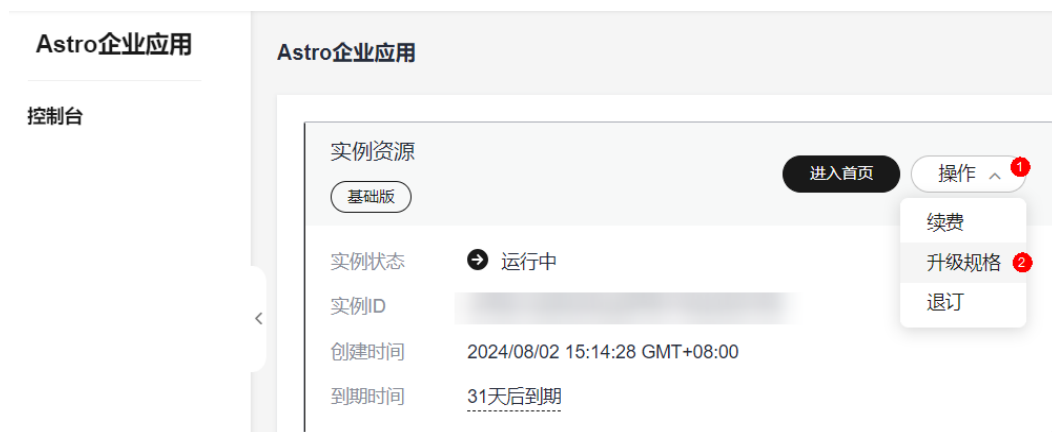 Astro企业应用
控制台
Astro企业应用
实例资源
基础版
进入首页
操作 1
续费
升级规格 2
退订
实例状态 运行中
实例ID
创建时间 2024/08/02 15:14:28 GMT+08:00
到期时间 31天后到期